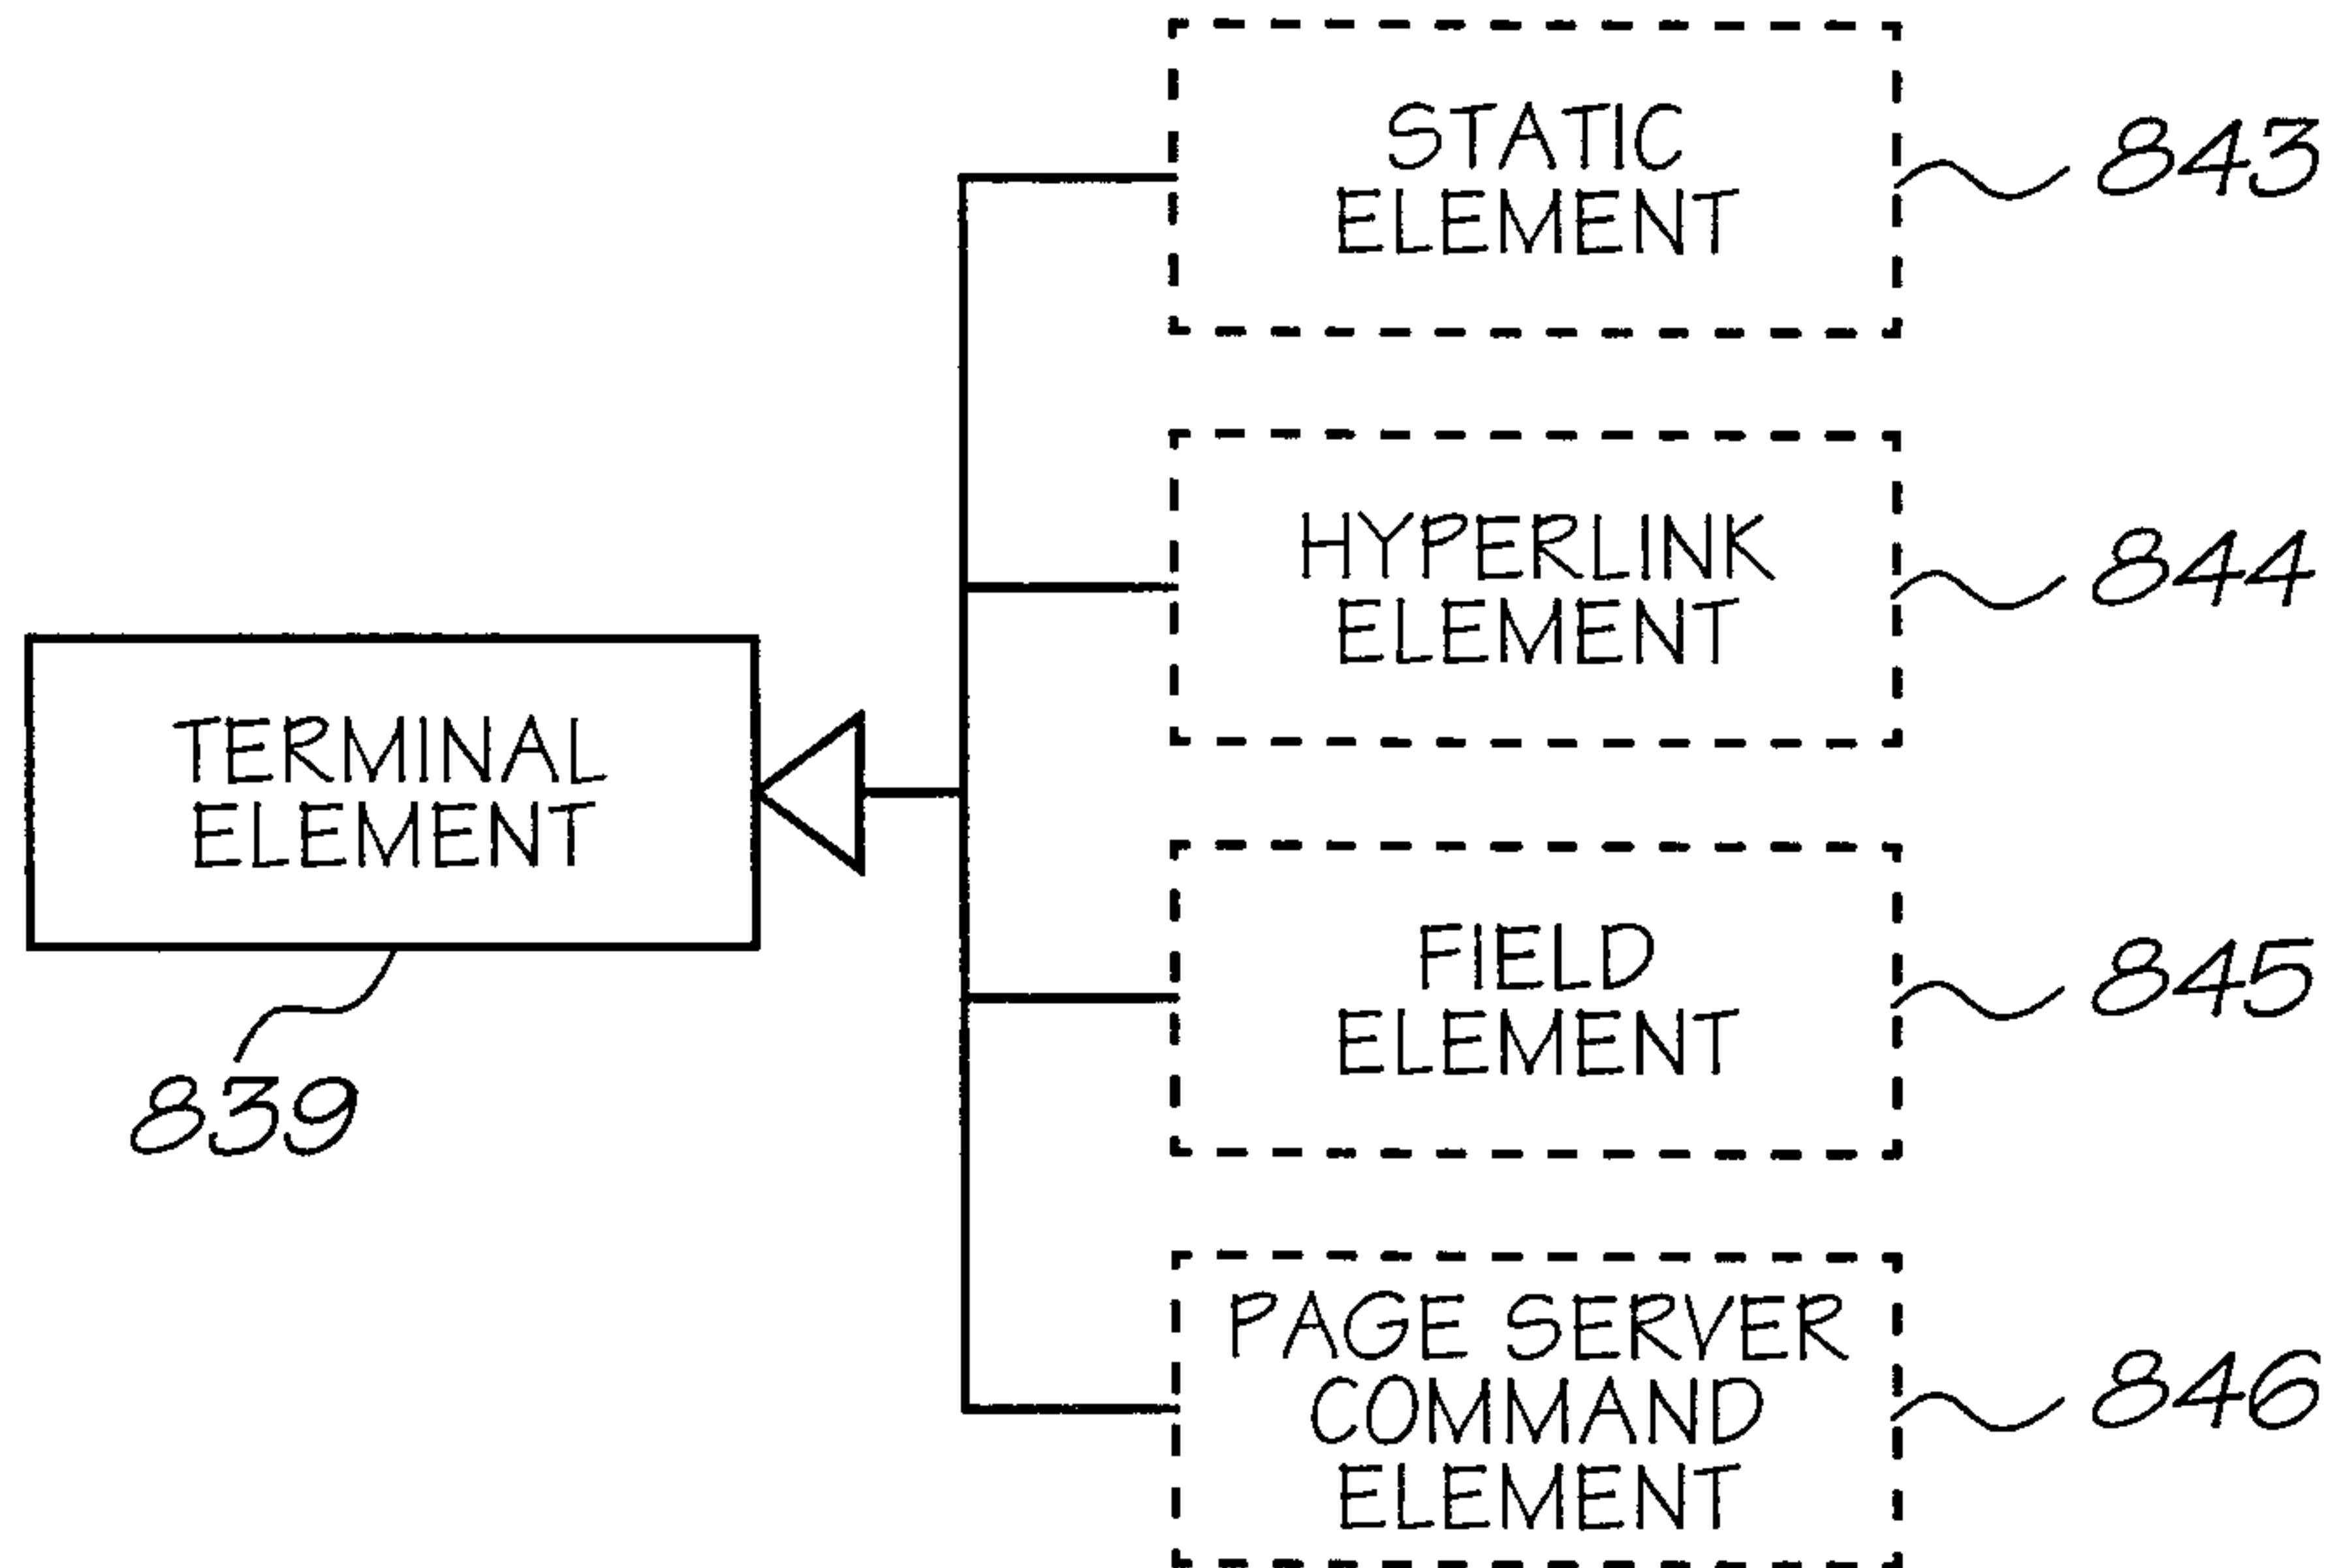 STATIC
ELEMENT
843
HYPERLINK
ELEMENT
844
TERMINAL
ELEMENT
839
FIELD
ELEMENT
845
PAGE SERVER
COMMAND
ELEMENT
846